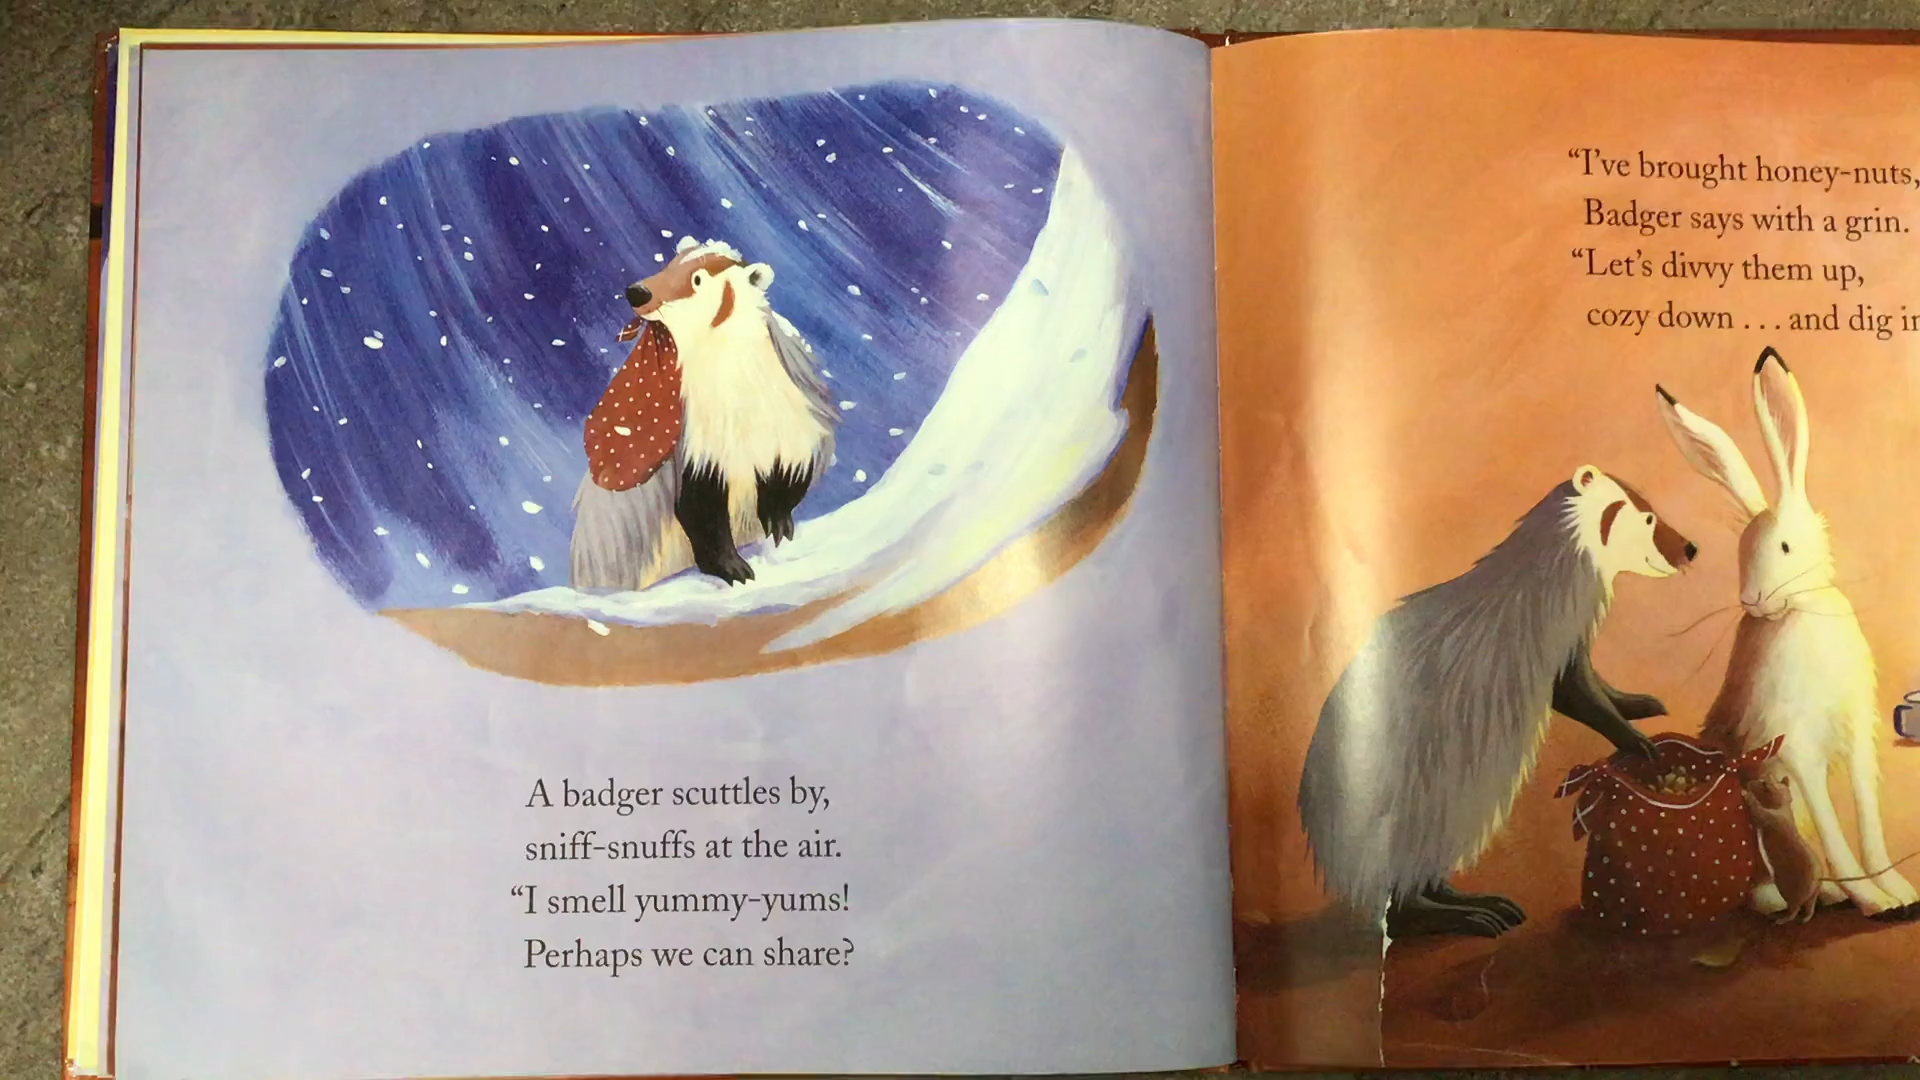 A badger scuttles by,
sniff-snuffs at the air.
“I smell yummy-yums!
Perhaps we can share?
“I’ve brought honey-nuts,
Badger says with a grin.
“Let’s divvy them up,
cozy down . . . and dig in